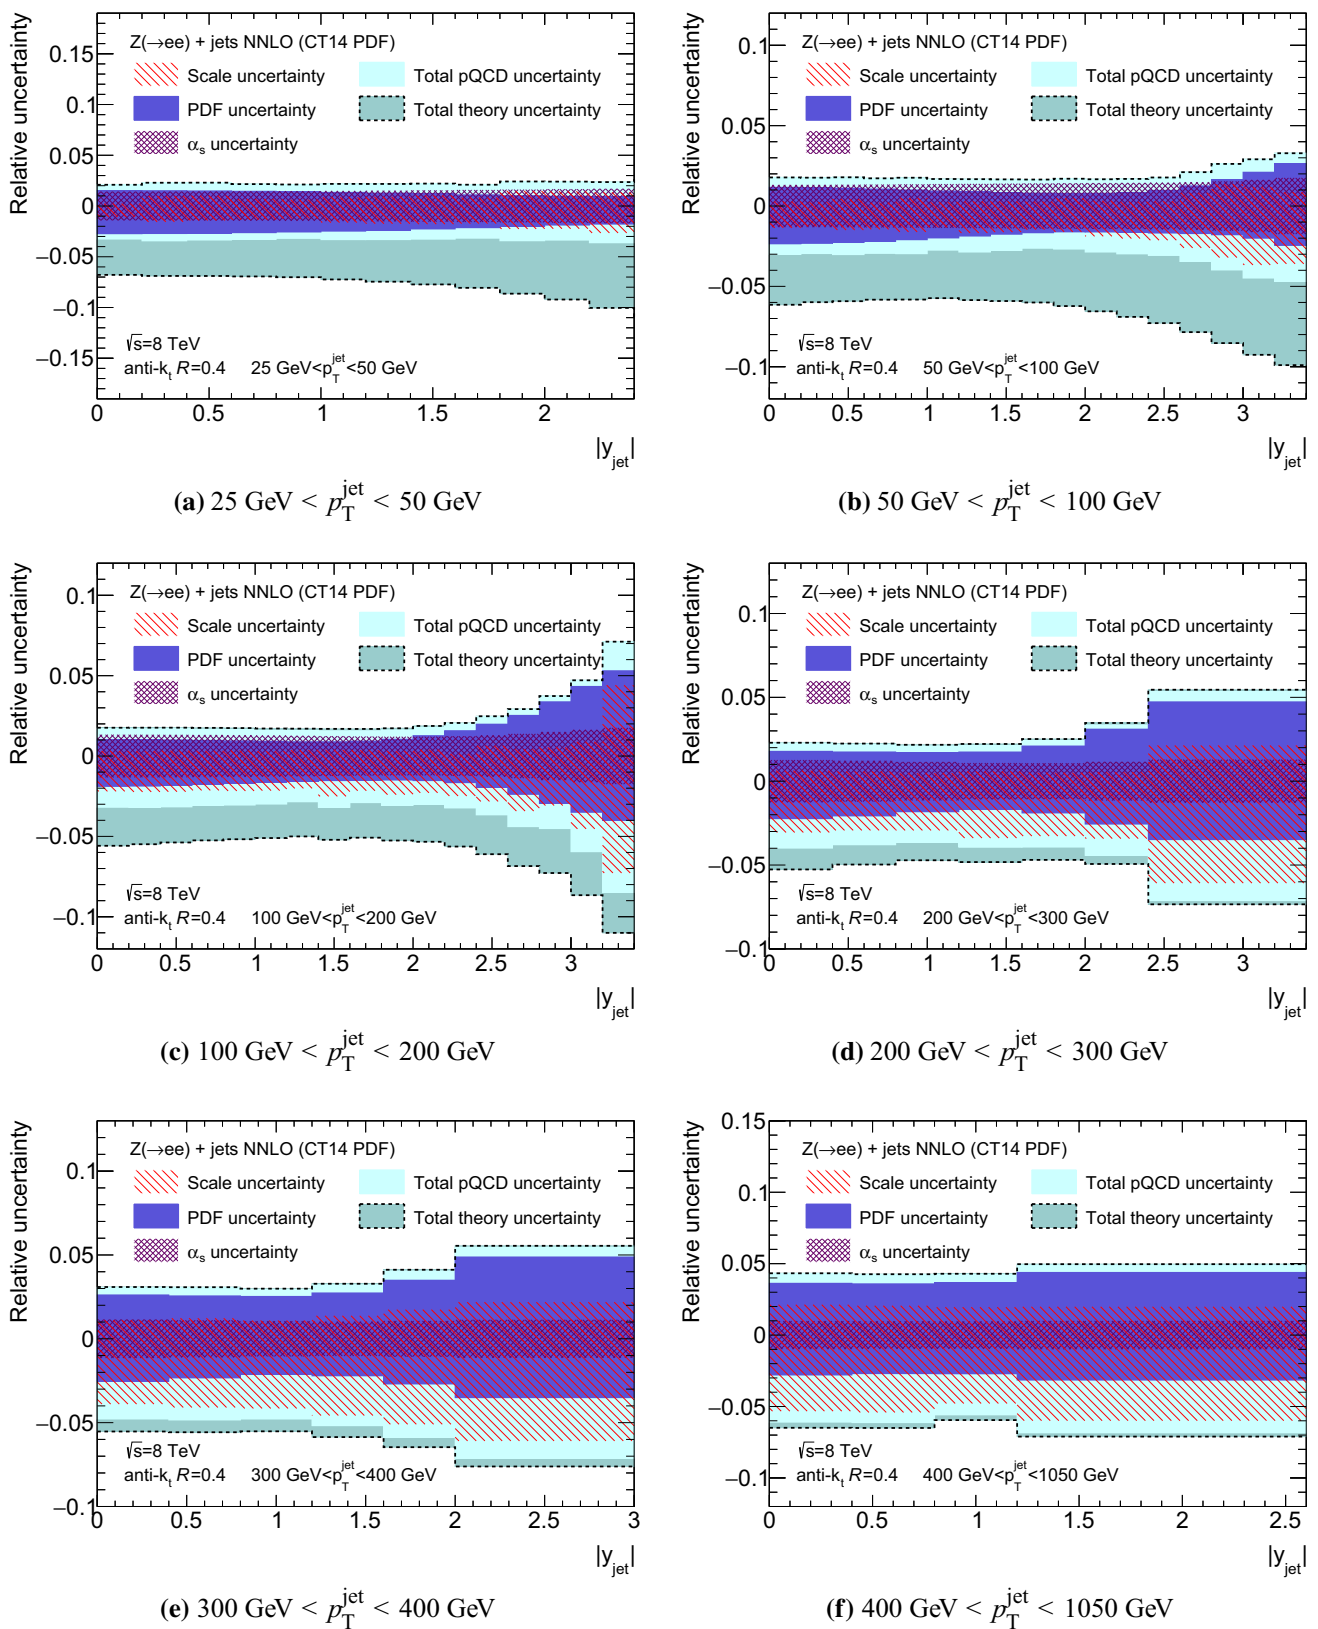 Relative uncertainty
Z(→ee) + jets NNLO (CT14 PDF)
Scale uncertainty
Total pQCD uncertainty
PDF uncertainty
Total theory uncertainty
αs uncertainty
0.15
0.1
0.05
0
−0.05
−0.1
−0.15
√s=8 TeV
anti-kt R=0.4 25 GeV<pTjet<50 GeV
0 0.5 1 1.5 2
|yjet|
(a) 25 GeV < pTjet < 50 GeV
Relative uncertainty
Z(→ee) + jets NNLO (CT14 PDF)
Scale uncertainty
Total pQCD uncertainty
PDF uncertainty
Total theory uncertainty
αs uncertainty
0.1
0.05
0
−0.05
−0.1
√s=8 TeV
anti-kt R=0.4 50 GeV<pTjet<100 GeV
0 0.5 1 1.5 2 2.5 3
|yjet|
(b) 50 GeV < pTjet < 100 GeV
Relative uncertainty
Z(→ee) + jets NNLO (CT14 PDF)
Scale uncertainty
Total pQCD uncertainty
PDF uncertainty
Total theory uncertainty
αs uncertainty
0.1
0.05
0
−0.05
−0.1
√s=8 TeV
anti-kt R=0.4 100 GeV<pTjet<200 GeV
0 0.5 1 1.5 2 2.5 3
|yjet|
(c) 100 GeV < pTjet < 200 GeV
Relative uncertainty
Z(→ee) + jets NNLO (CT14 PDF)
Scale uncertainty
Total pQCD uncertainty
PDF uncertainty
Total theory uncertainty
αs uncertainty
0.1
0.05
0
−0.05
−0.1
√s=8 TeV
anti-kt R=0.4 200 GeV<pTjet<300 GeV
0 0.5 1 1.5 2 2.5 3
|yjet|
(d) 200 GeV < pTjet < 300 GeV
Relative uncertainty
Z(→ee) + jets NNLO (CT14 PDF)
Scale uncertainty
Total pQCD uncertainty
PDF uncertainty
Total theory uncertainty
αs uncertainty
0.1
0.05
0
−0.05
−0.1
√s=8 TeV
anti-kt R=0.4 300 GeV<pTjet<400 GeV
0 0.5 1 1.5 2 2.5 3
|yjet|
(e) 300 GeV < pTjet < 400 GeV
Relative uncertainty
Z(→ee) + jets NNLO (CT14 PDF)
Scale uncertainty
Total pQCD uncertainty
PDF uncertainty
Total theory uncertainty
αs uncertainty
0.15
0.1
0.05
0
−0.05
−0.1
√s=8 TeV
anti-kt R=0.4 400 GeV<pTjet<1050 GeV
0 0.5 1 1.5 2 2.5
|yjet|
(f) 400 GeV < pTjet < 1050 GeV